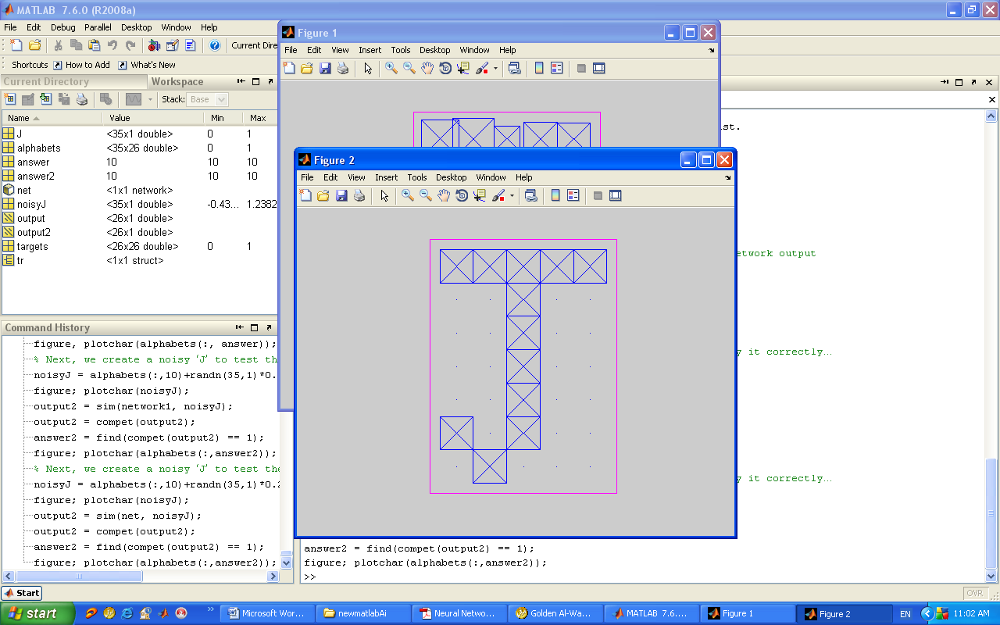 MATLAB 7.6.0 (R2008a)
File Edit Debug Parallel Desktop Window Help
Current Dire
Shortcuts How to Add What's New
Current Directory Workspace
Stack: Base
Name Value Min Max
J <35x1 double> 0 1
alphabets <35x26 double> 0 1
answer 10 10 10
answer2 10 10 10
net <1x1 network>
noisyJ <35x1 double> -0.43... 1.2382
output <26x1 double>
output2 <26x1 double>
targets <26x26 double> 0 1
tr <1x1 struct>
Command History
figure, plotchar(alphabets(:, answer));
% Next, we create a noisy ‘J’ to test the
noisyJ = alphabets(:,10)+randn(35,1)*0.
figure; plotchar(noisyJ);
output2 = sim(network1, noisyJ);
output2 = compet(output2);
answer2 = find(compet(output2) == 1);
figure; plotchar(alphabets(:,answer2));
% Next, we create a noisy ‘J’ to test the
noisyJ = alphabets(:,10)+randn(35,1)*0.2
figure; plotchar(noisyJ);
output2 = sim(net, noisyJ);
output2 = compet(output2);
answer2 = find(compet(output2) == 1);
figure; plotchar(alphabets(:,answer2));
Figure 1
File Edit View Insert Tools Desktop Window Help
Figure 2
File Edit View Insert Tools Desktop Window Help
st.
etwork output
y it correctly…
y it correctly…
answer2 = find(compet(output2) == 1);
figure; plotchar(alphabets(:,answer2));
>>
Start
OVR
start
Microsoft Wor...
newmatlabAi
Neural Netwo...
Golden Al-Wa...
MATLAB 7.6....
Figure 1
Figure 2
EN
11:02 AM